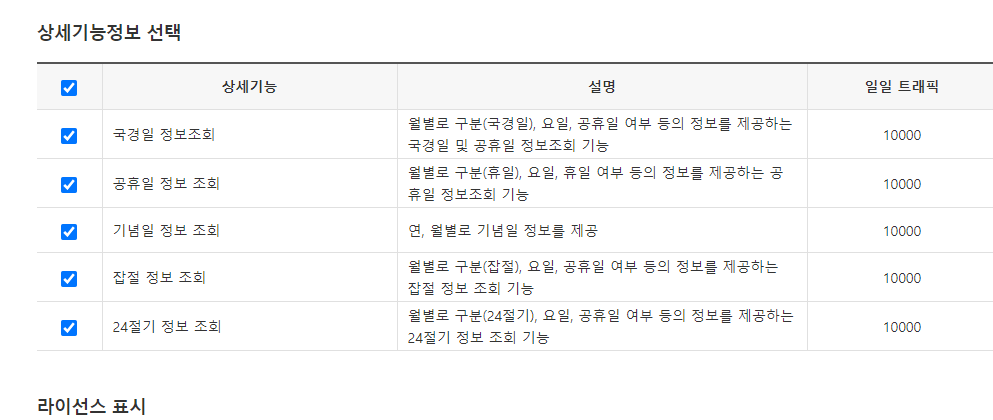 상세기능정보 선택
상세기능 설명 일일 트래픽
국경일 정보조회 월별로 구분(국경일), 요일, 공휴일 여부 등의 정보를 제공하는 10000
국경일 및 공휴일 정보조회 기능
공휴일 정보 조회 월별로 구분(휴일), 요일, 휴일 여부 등의 정보를 제공하는 공 10000
휴일 정보조회 기능
기념일 정보 조회 연, 월별로 기념일 정보를 제공 10000
잡절 정보 조회 월별로 구분(잡절), 요일, 공휴일 여부 등의 정보를 제공하는 10000
잡절 정보 조회 기능
24절기 정보 조회 월별로 구분(24절기), 요일, 공휴일 여부 등의 정보를 제공하는 10000
24절기 정보 조회 기능
라이선스 표시